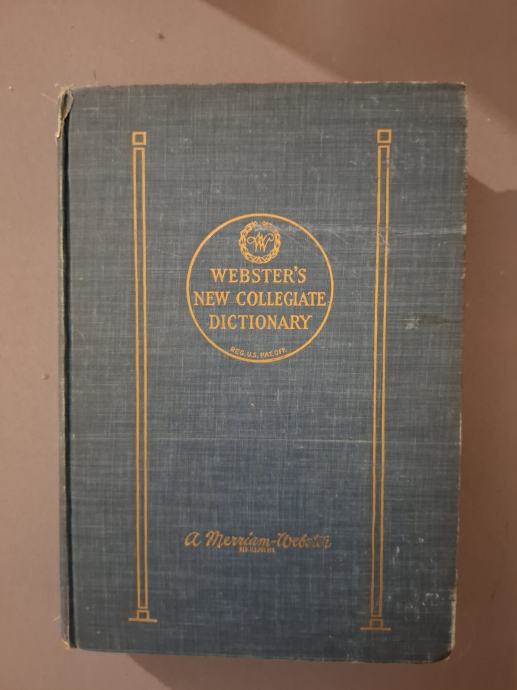 W
WEBSTER'S
NEW COLLEGIATE
DICTIONARY
REG. U.S. PAT. OFF.
a Merriam-Webster